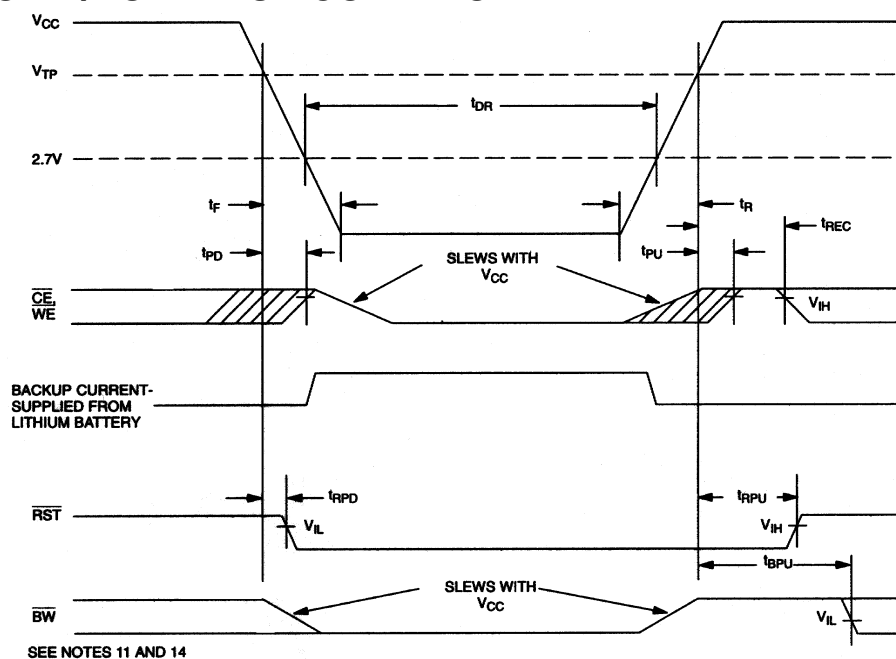 VCC
VTP
tDR
2.7V
tF
tR
tREC
tPD
SLEWS WITH
VCC
tPU
CE,
WE
VIH
BACKUP CURRENT-
SUPPLIED FROM
LITHIUM BATTERY
tRPD
tRPU
RST
VIL
VIH
tBPU
SLEWS WITH
VCC
BW
VIL
SEE NOTES 11 AND 14